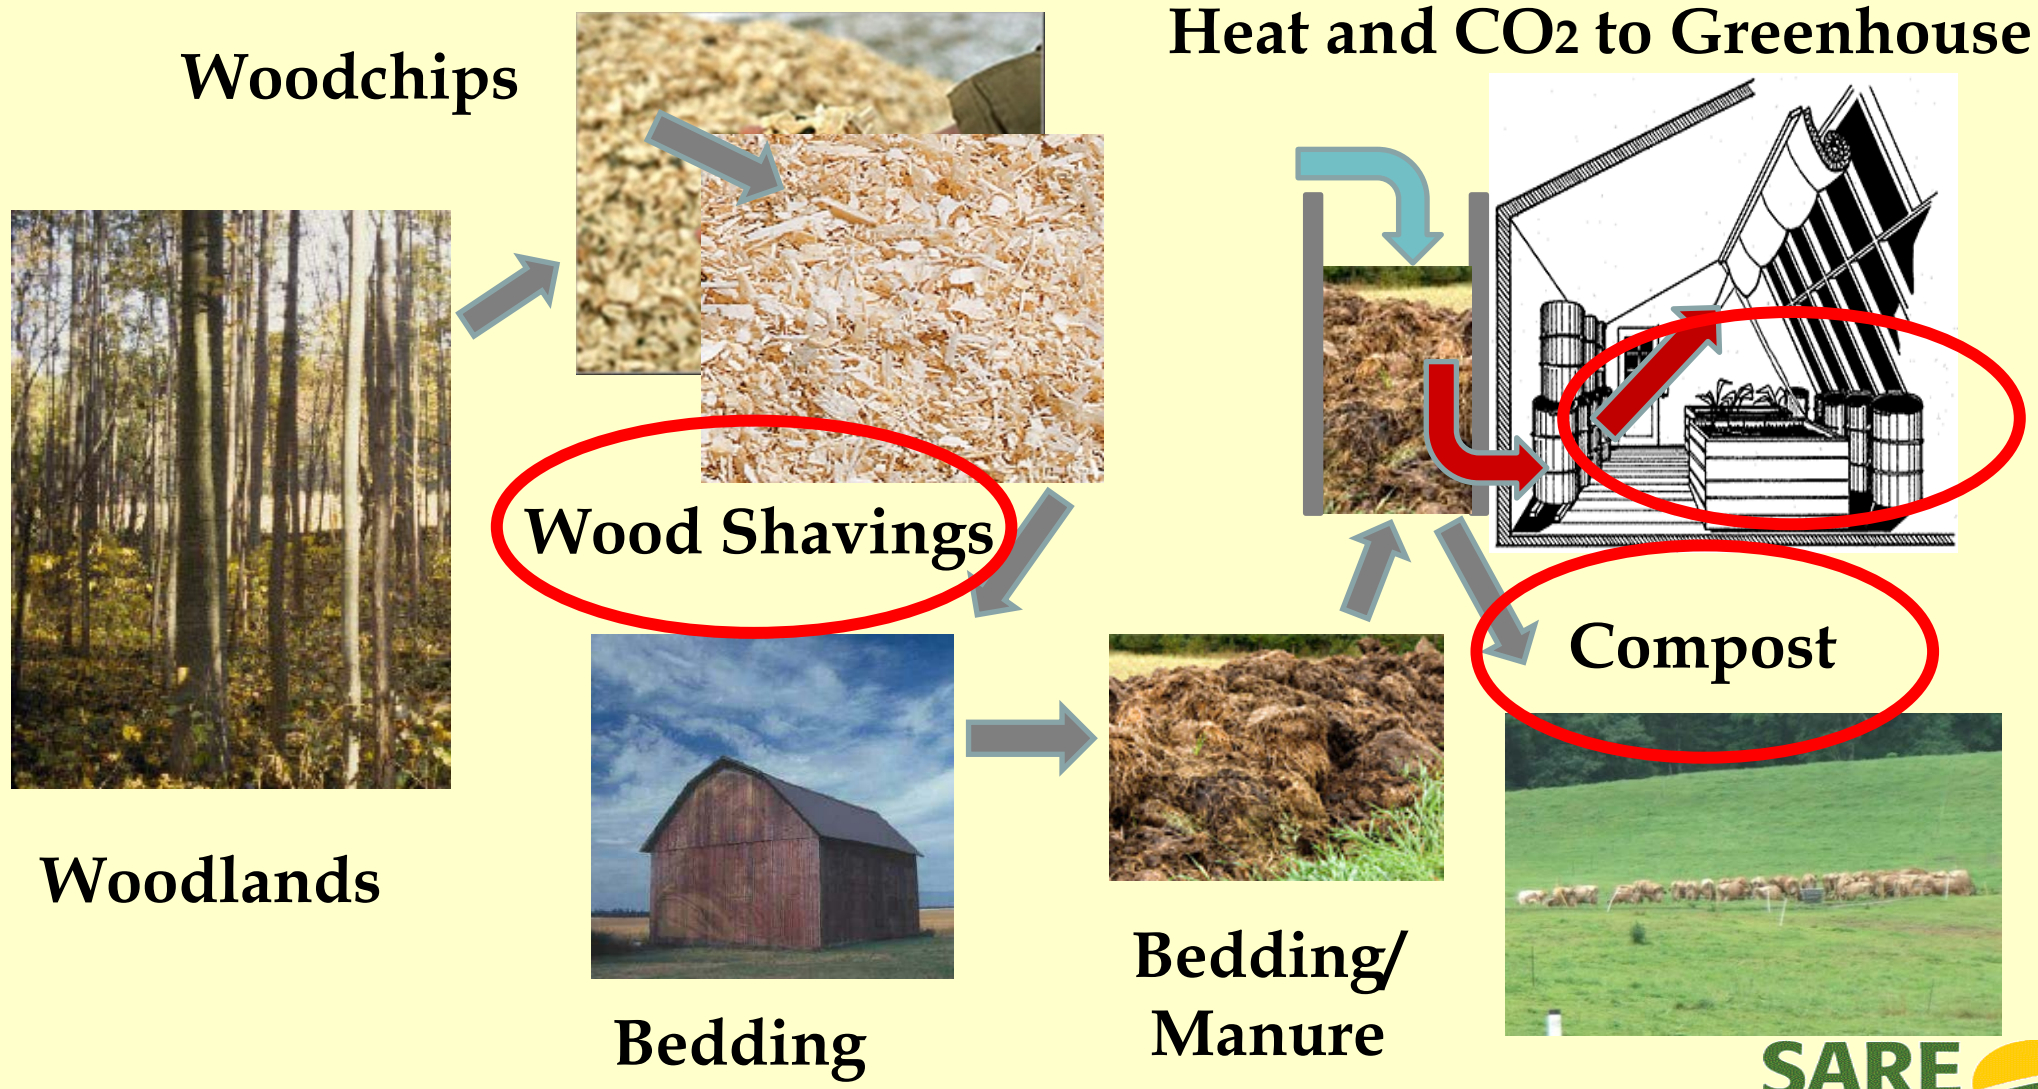 Heat and CO2 to Greenhouse
Woodchips
Wood Shavings
Compost
Woodlands
Bedding/
Manure
Bedding
SARE